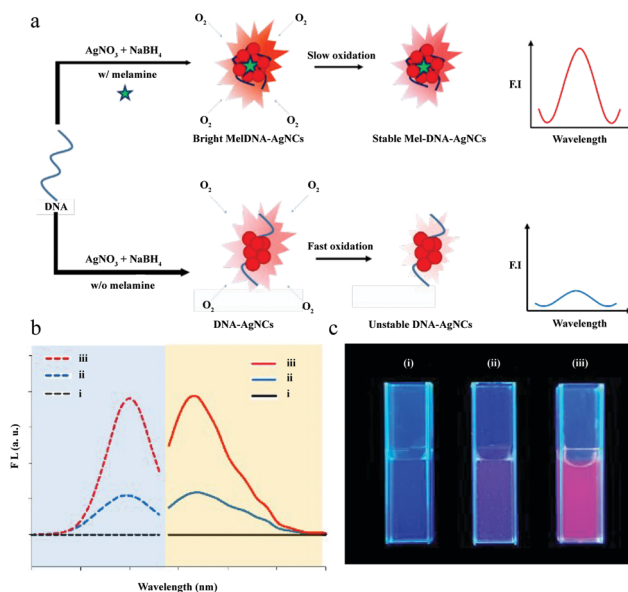 a
AgNO3 + NaBH4
w/ melamine
O2
O2
O2
O2
Bright MelDNA-AgNCs
Slow oxidation
Stable Mel-DNA-AgNCs
F.I
Wavelength
DNA
AgNO3 + NaBH4
w/o melamine
O2
O2
O2
O2
DNA-AgNCs
Fast oxidation
Unstable DNA-AgNCs
F.I
Wavelength
b
iii
ii
i
iii
ii
i
F L (a. u.)
Wavelength (nm)
c
(i)
(ii)
(iii)